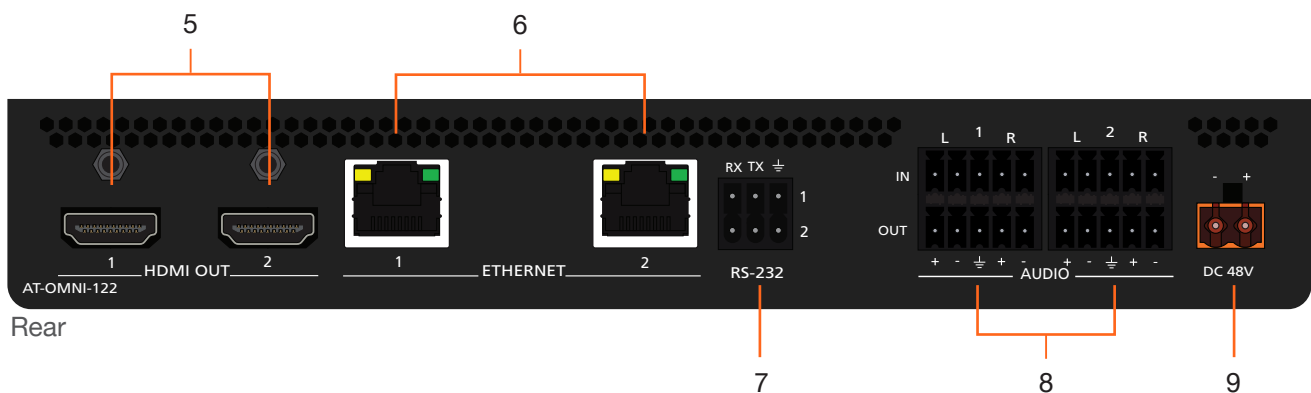 5
6
L 1 R
L 2 R
RX TX
- +
IN
1
OUT
2
1 HDMI OUT 2
1 ETHERNET 2
RS-232
+ - + -
+ - + -
AUDIO
DC 48V
AT-OMNI-122
Rear
7
8
9